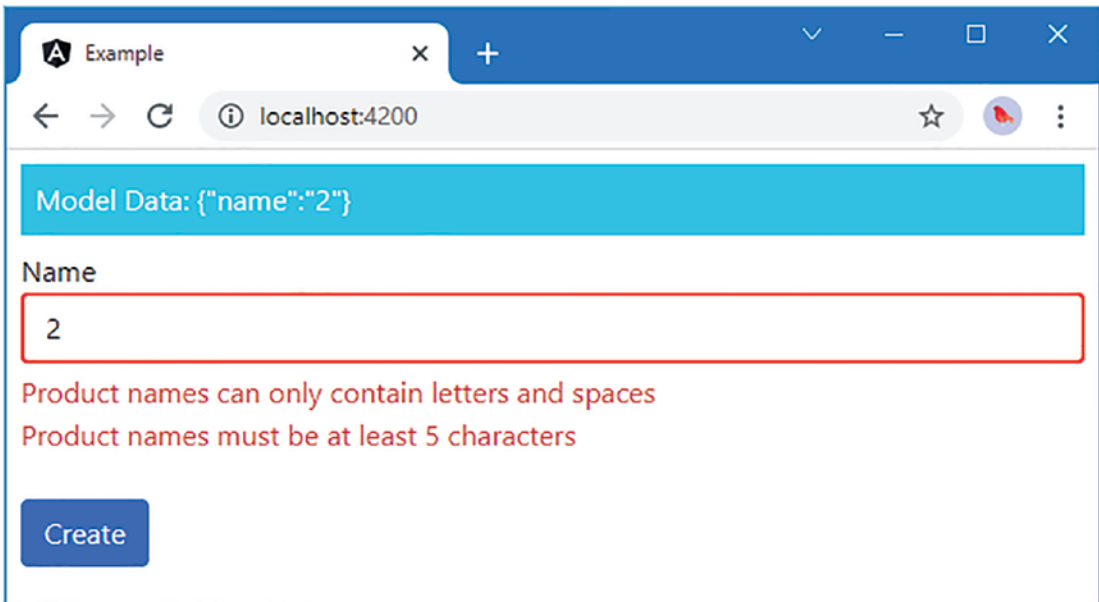 Example
localhost:4200
Model Data: {"name":"2"}
Name
2
Product names can only contain letters and spaces
Product names must be at least 5 characters
Create